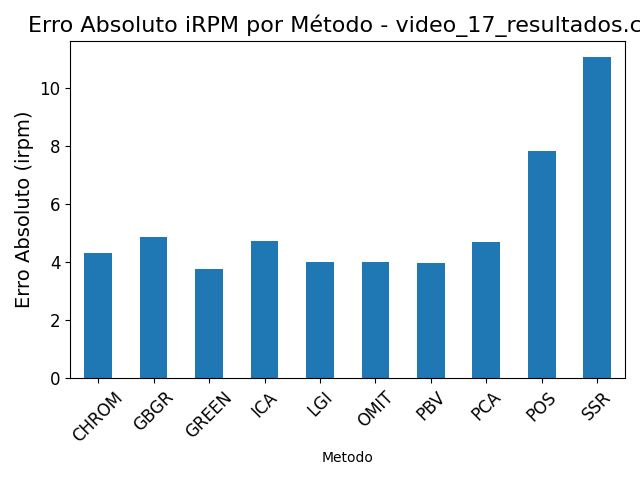 Erro Absoluto iRPM por Método - video_17_resultados.c
Erro Absoluto (irpm)
10
8
6
4
2
0
CHROM
GBGR
GREEN
ICA
LGI
OMIT
PBV
PCA
POS
SSR
Metodo